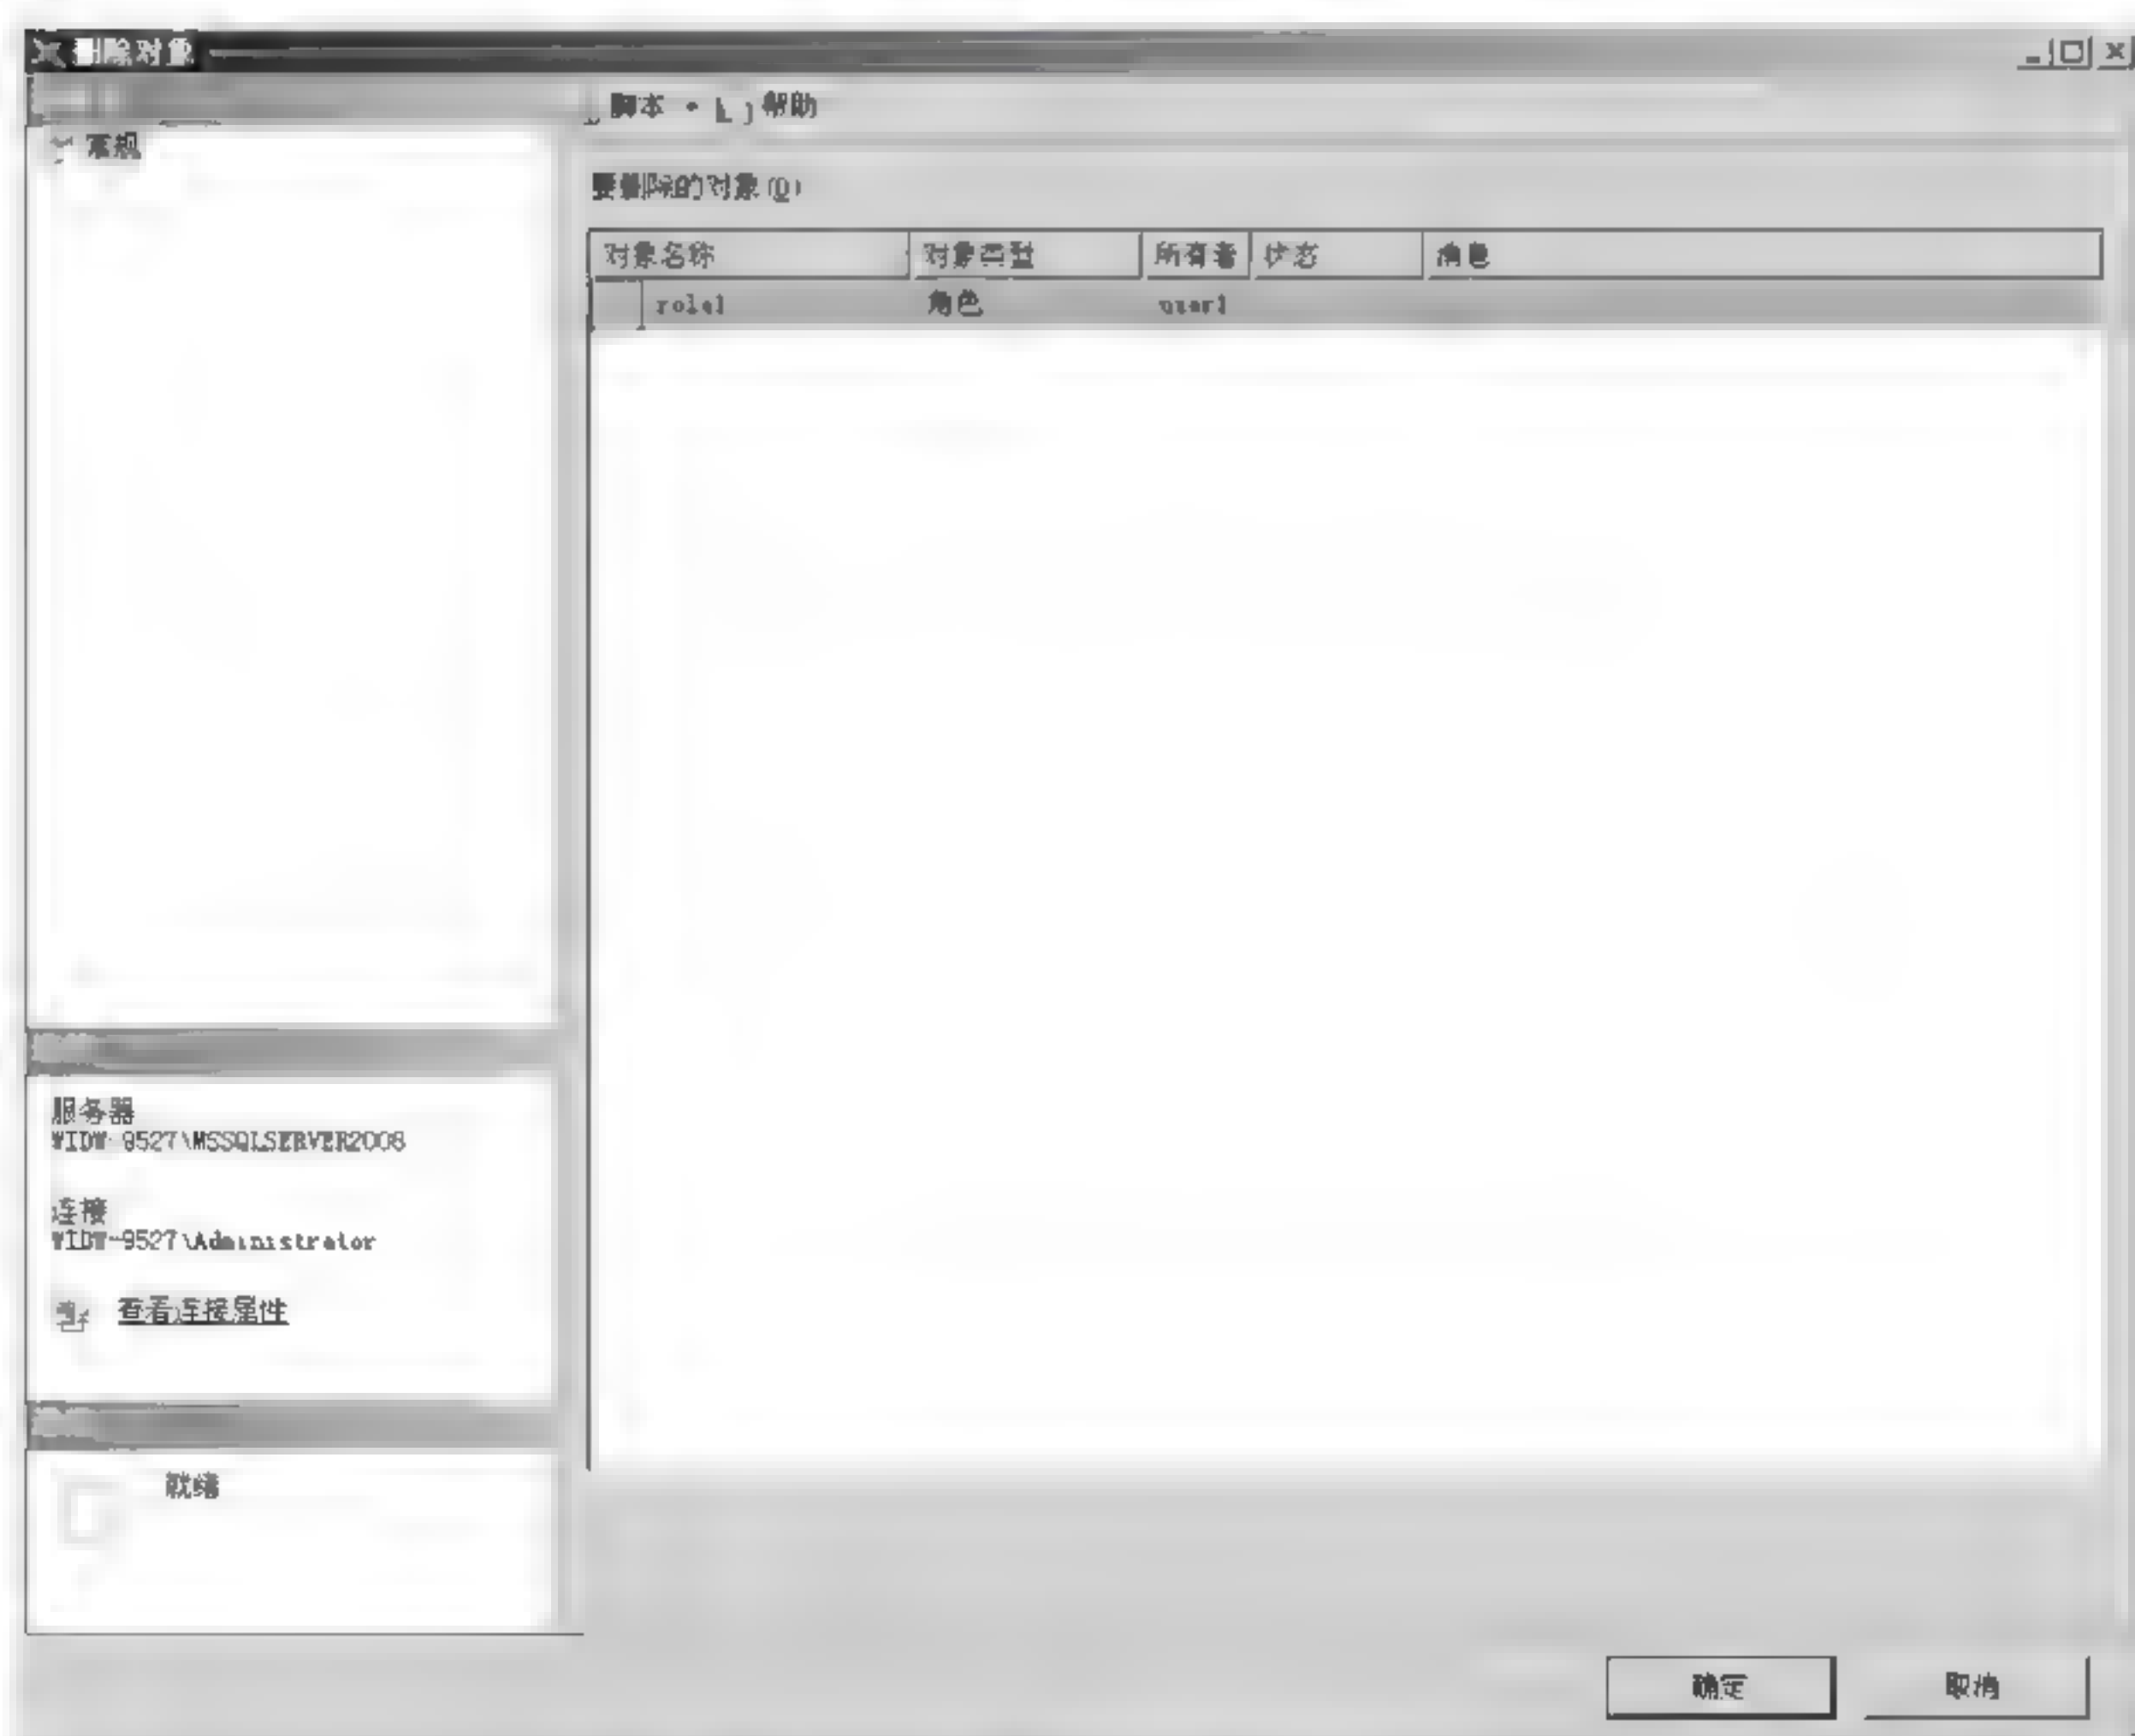 删除对象
脚本 帮助
常规
要删除的对象(D)
对象名称 对象类型 所有者 状态 消息
role1 角色 user1
服务器
WIDW-9527\MSSQLSERVER2008
连接
WIDW-9527\Administrator
查看连接属性
就绪
确定 取消